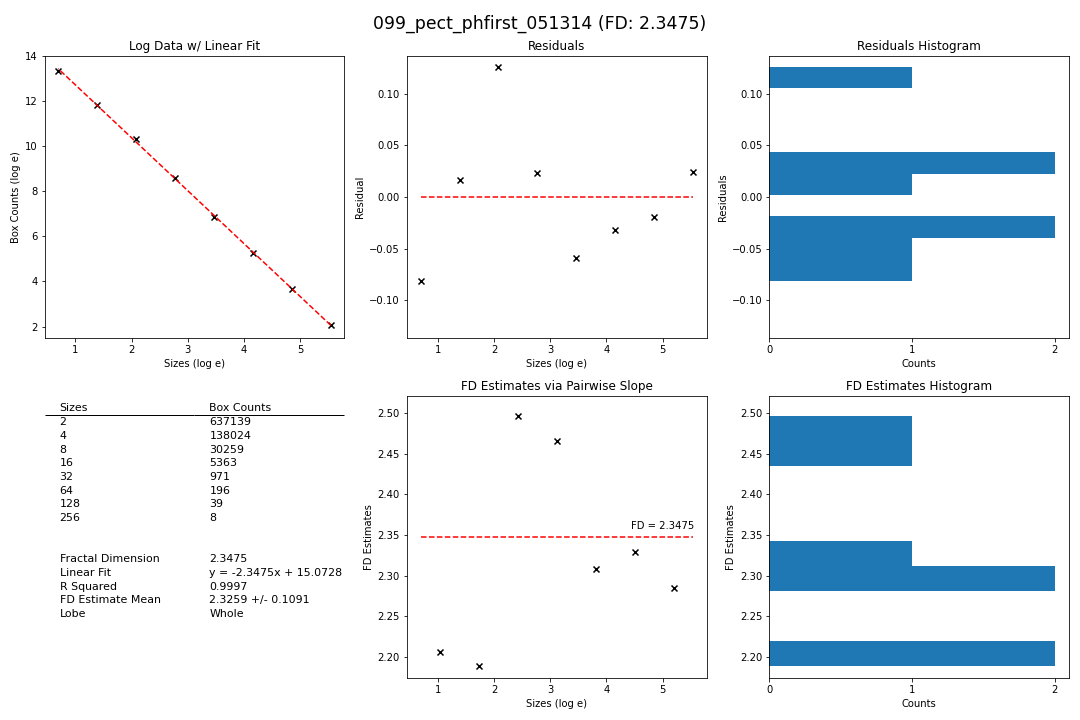 099_pect_phfirst_051314 (FD: 2.3475)
Log Data w/ Linear Fit
Box Counts (log e)
14
12
10
8
6
4
2
1 2 3 4 5
Sizes (log e)
Residuals
Residual
0.10
0.05
0.00
−0.05
−0.10
1 2 3 4 5
Sizes (log e)
Residuals Histogram
Residuals
0.10
0.05
0.00
−0.05
−0.10
0 1 2
Counts
Sizes Box Counts
2 637139
4 138024
8 30259
16 5363
32 971
64 196
128 39
256 8
Fractal Dimension 2.3475
Linear Fit y = -2.3475x + 15.0728
R Squared 0.9997
FD Estimate Mean 2.3259 +/- 0.1091
Lobe Whole
FD Estimates via Pairwise Slope
FD Estimates
2.50
2.45
2.40
2.35
2.30
2.25
2.20
FD = 2.3475
1 2 3 4 5
Sizes (log e)
FD Estimates Histogram
FD Estimates
2.50
2.45
2.40
2.35
2.30
2.25
2.20
0 1 2
Counts